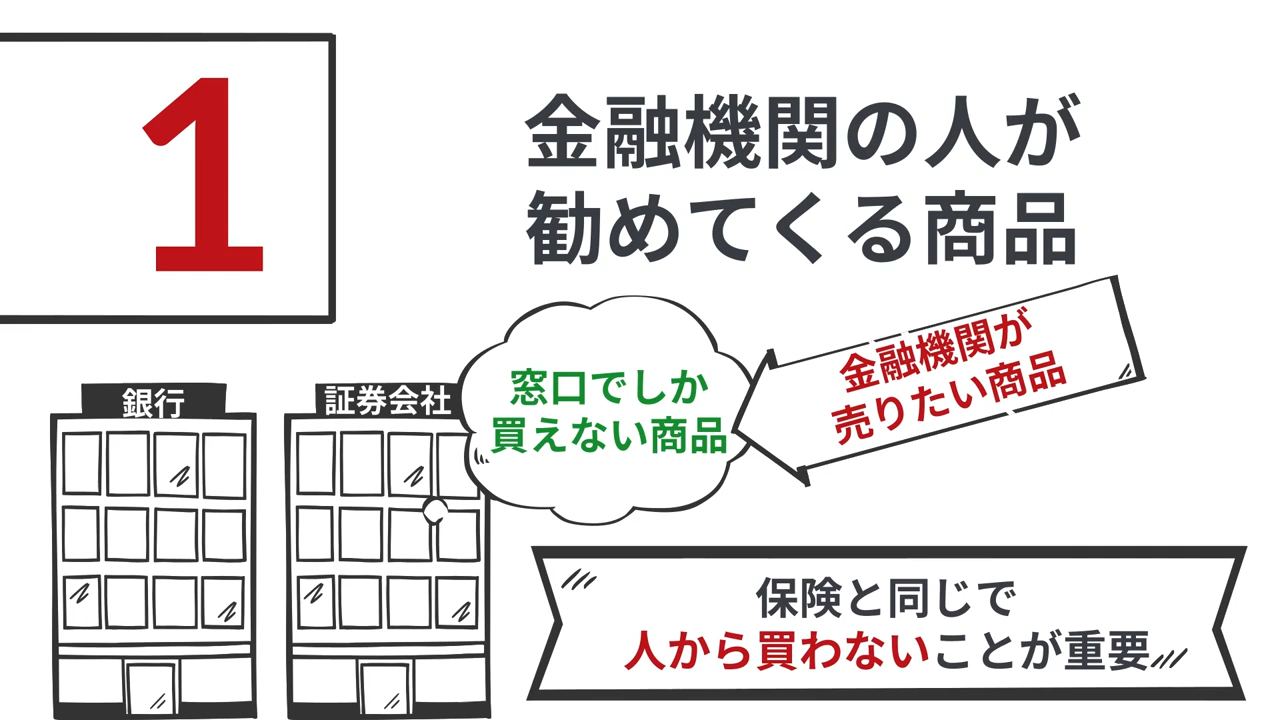 1
金融機関の人が
勧めてくる商品
金融機関が
売りたい商品
窓口でしか
買えない商品
銀行
証券会社
保険と同じで
人から買わないことが重要